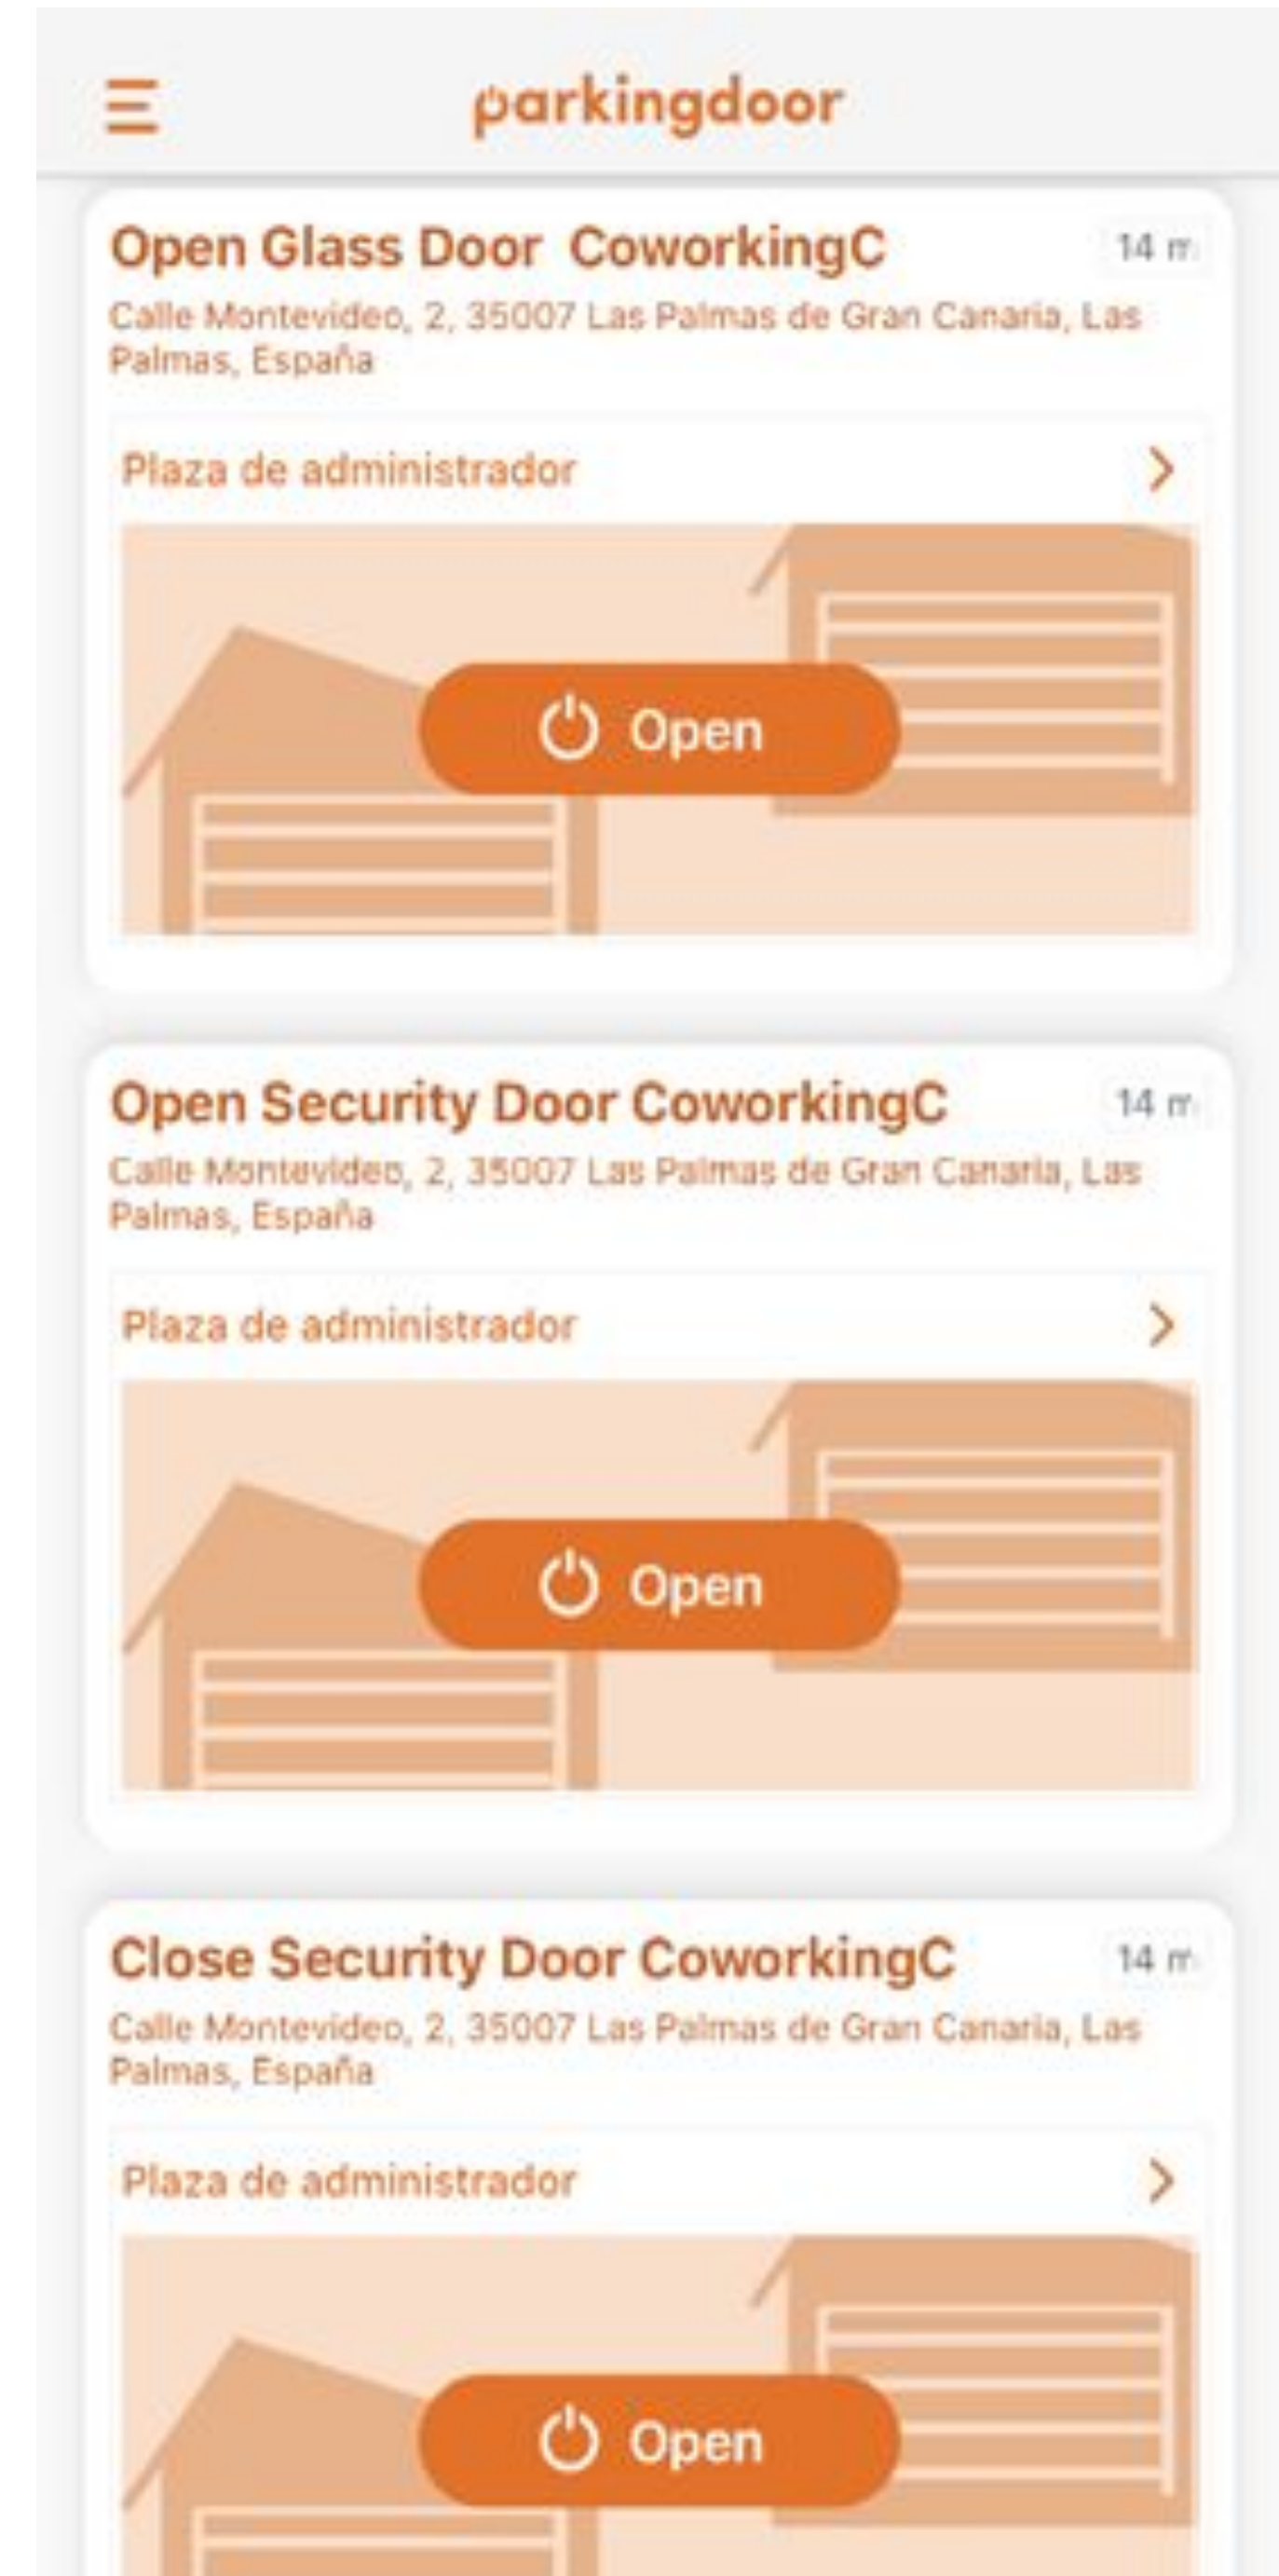 parkingdoor
Open Glass Door CoworkingC
14 m
Calle Montevideo, 2, 35007 Las Palmas de Gran Canaria, Las
Palmas, España
Plaza de administrador
Open
Open Security Door CoworkingC
14 m
Calle Montevideo, 2, 35007 Las Palmas de Gran Canaria, Las
Palmas, España
Plaza de administrador
Open
Close Security Door CoworkingC
14 m
Calle Montevideo, 2, 35007 Las Palmas de Gran Canaria, Las
Palmas, España
Plaza de administrador
Open